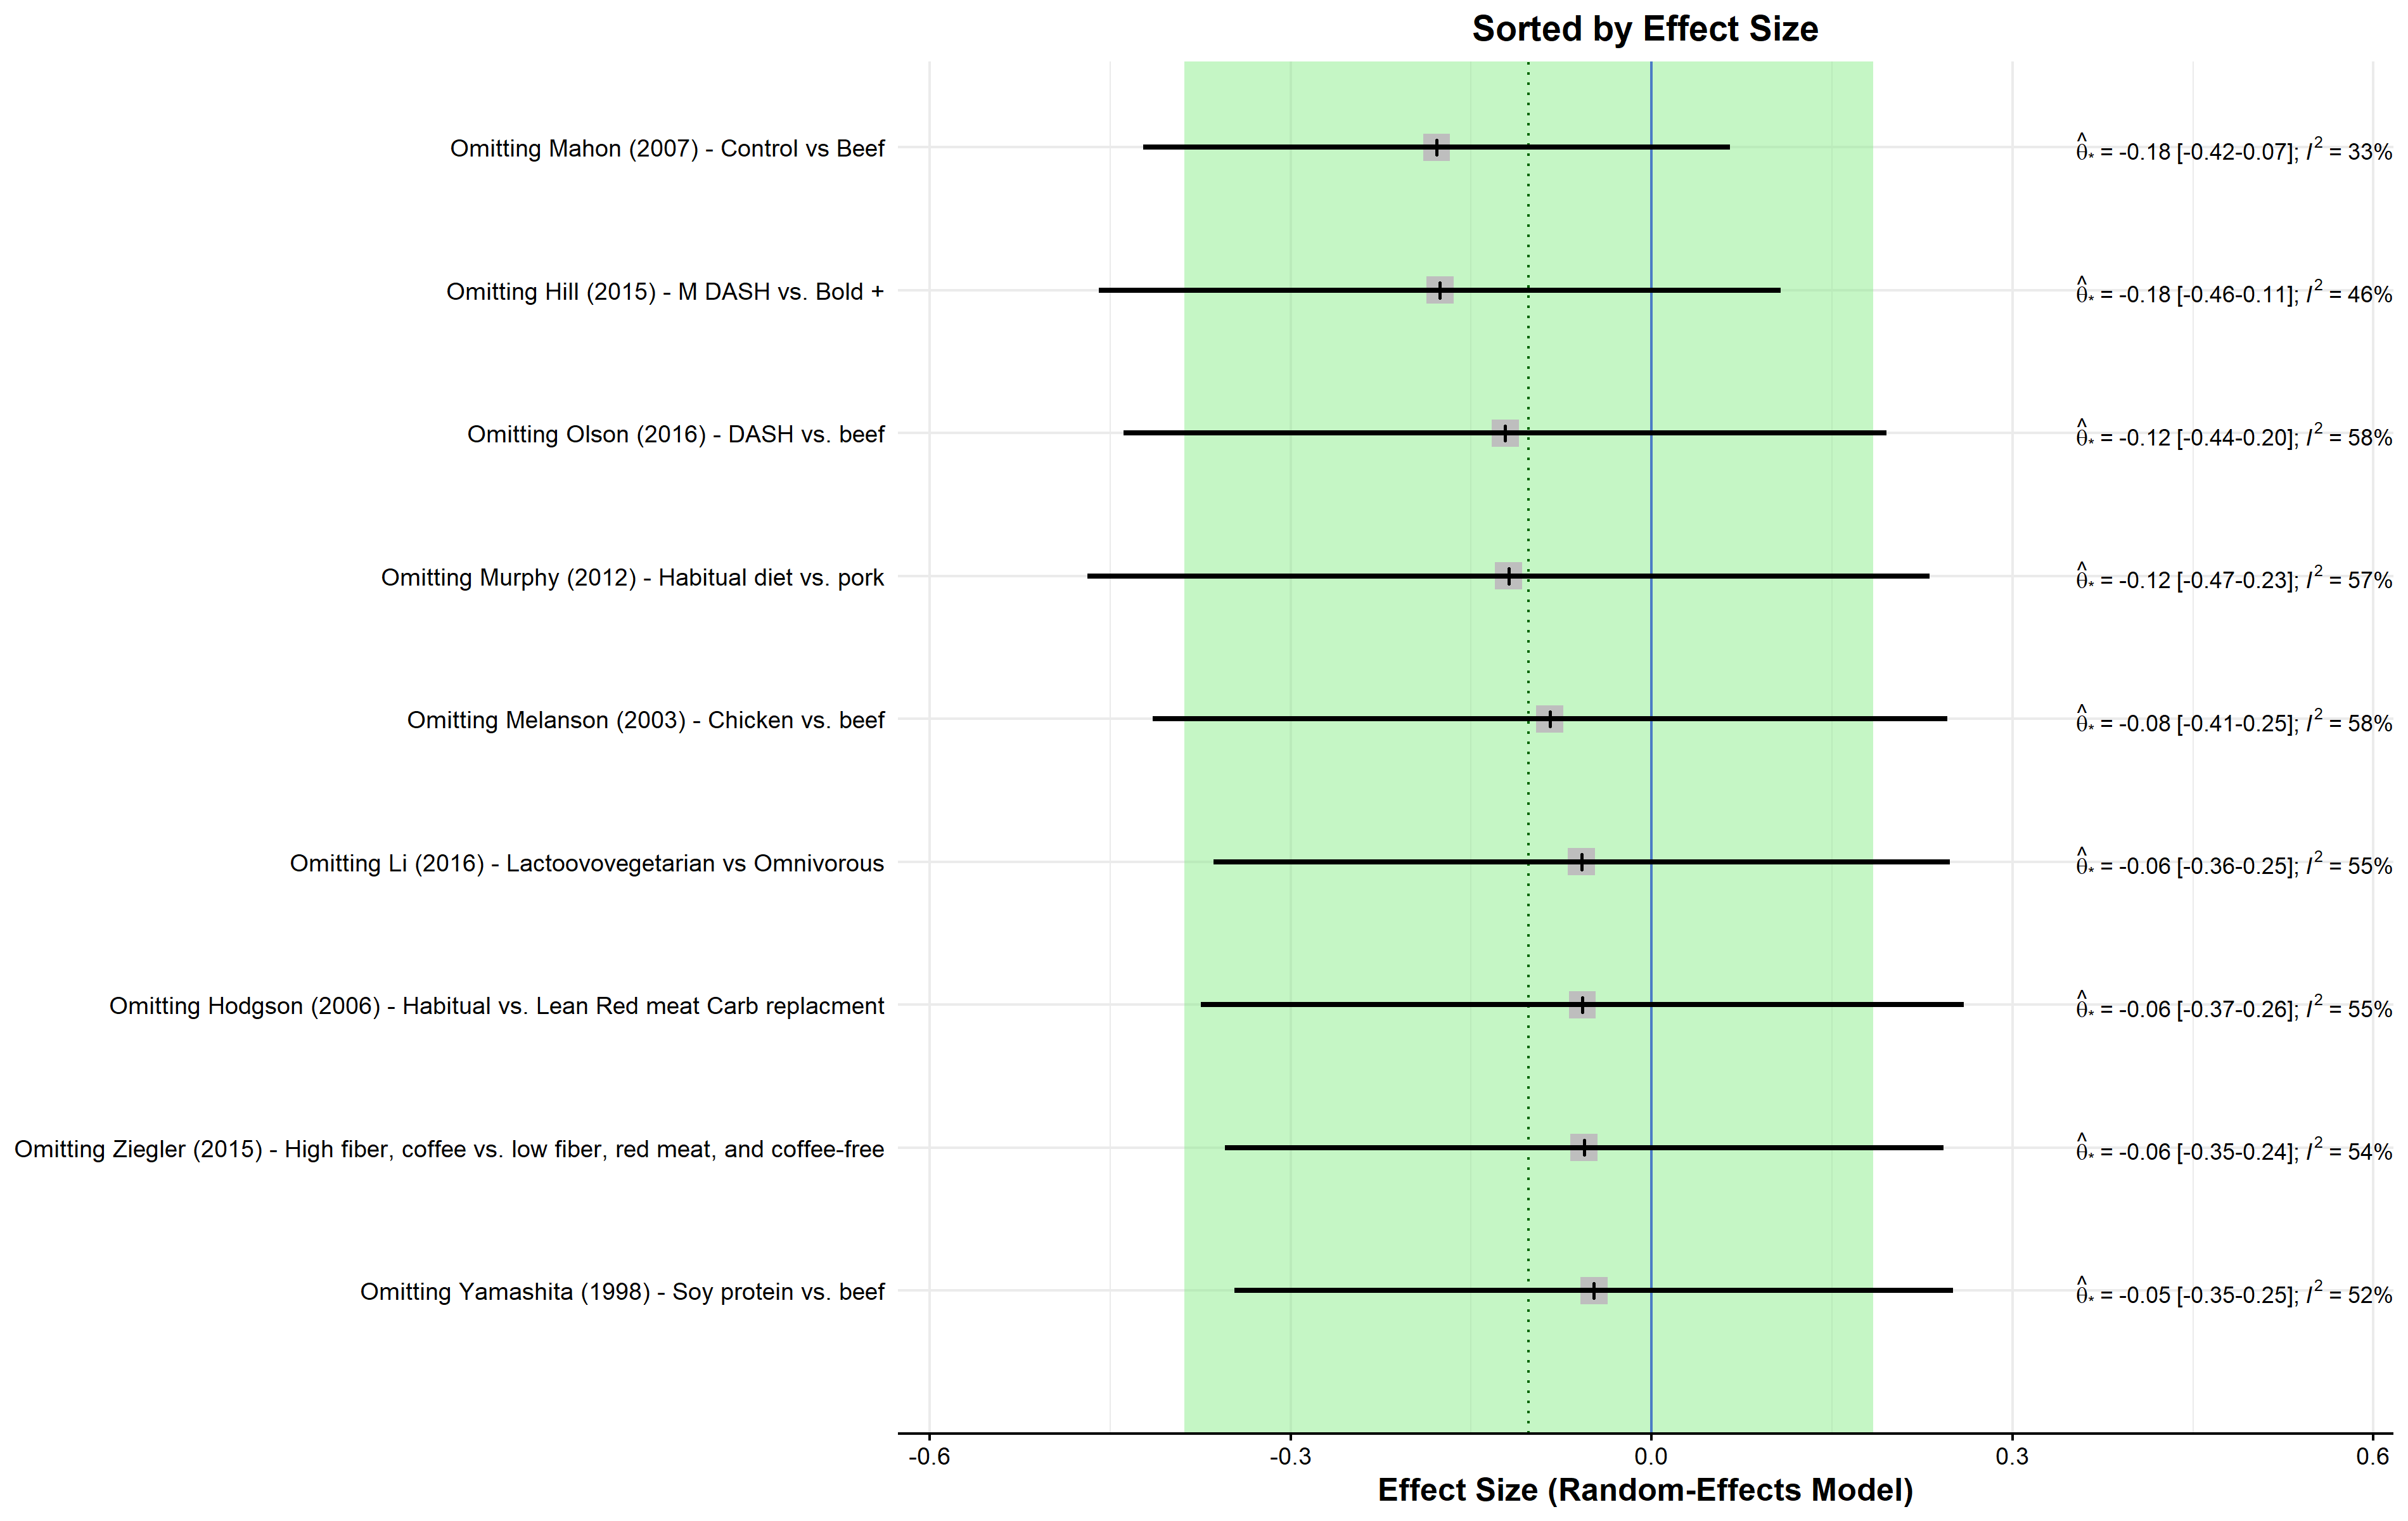 Sorted by Effect Size
Omitting Mahon (2007) - Control vs Beef θ̂* = -0.18 [-0.42-0.07]; I² = 33%
Omitting Hill (2015) - M DASH vs. Bold + θ̂* = -0.18 [-0.46-0.11]; I² = 46%
Omitting Olson (2016) - DASH vs. beef θ̂* = -0.12 [-0.44-0.20]; I² = 58%
Omitting Murphy (2012) - Habitual diet vs. pork θ̂* = -0.12 [-0.47-0.23]; I² = 57%
Omitting Melanson (2003) - Chicken vs. beef θ̂* = -0.08 [-0.41-0.25]; I² = 58%
Omitting Li (2016) - Lactoovovegetarian vs Omnivorous θ̂* = -0.06 [-0.36-0.25]; I² = 55%
Omitting Hodgson (2006) - Habitual vs. Lean Red meat Carb replacment θ̂* = -0.06 [-0.37-0.26]; I² = 55%
Omitting Ziegler (2015) - High fiber, coffee vs. low fiber, red meat, and coffee-free θ̂* = -0.06 [-0.35-0.24]; I² = 54%
Omitting Yamashita (1998) - Soy protein vs. beef θ̂* = -0.05 [-0.35-0.25]; I² = 52%
-0.6 -0.3 0.0 0.3 0.6
Effect Size (Random-Effects Model)